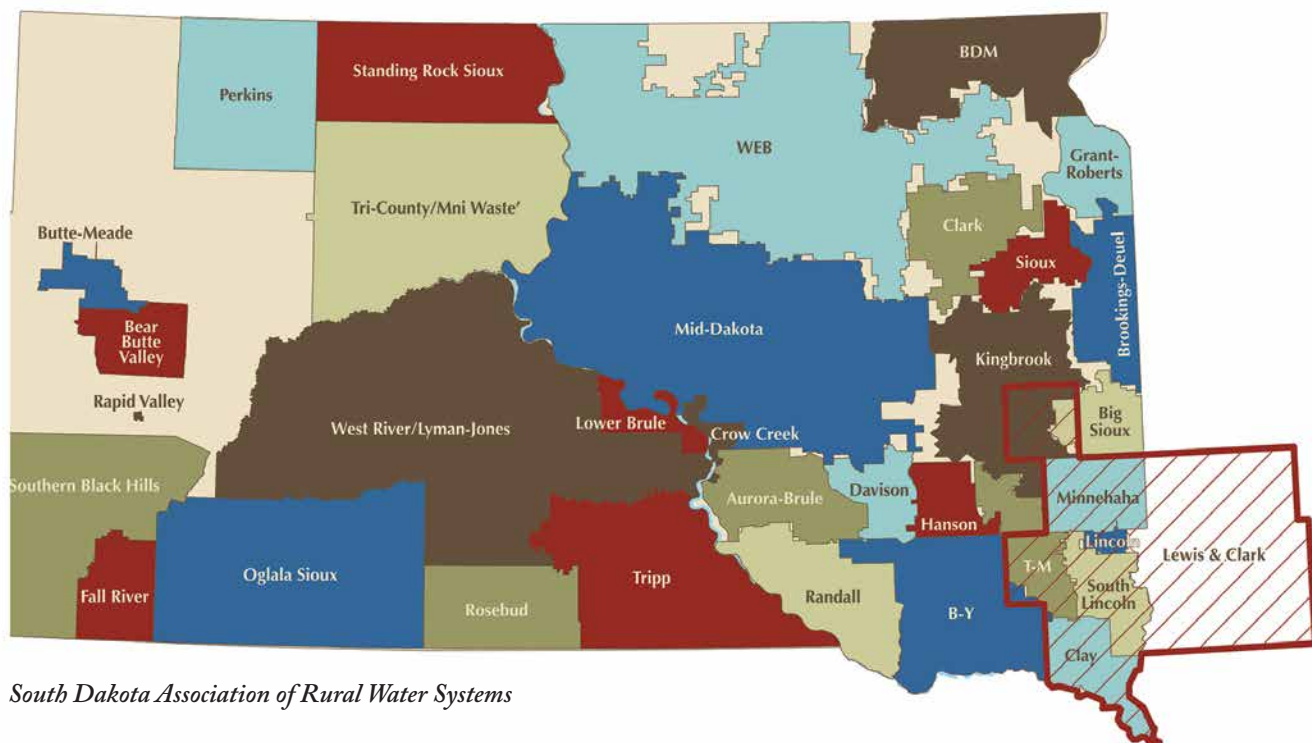 BDM
Standing Rock Sioux
Perkins
WEB
Grant-
Roberts
Tri-County/Mni Waste'
Clark
Butte-Meade
Sioux
Brookings-Deuel
Mid-Dakota
Bear
Butte
Valley
Kingbrook
Rapid Valley
West River/Lyman-Jones
Lower Brule
Big
Sioux
Crow Creek
Southern Black Hills
Aurora-Brule
Davison
Minnehaha
Hanson
Lincoln
Lewis & Clark
Oglala Sioux
T-M
Fall River
Rosebud
Tripp
Randall
South
Lincoln
B-Y
Clay
South Dakota Association of Rural Water Systems